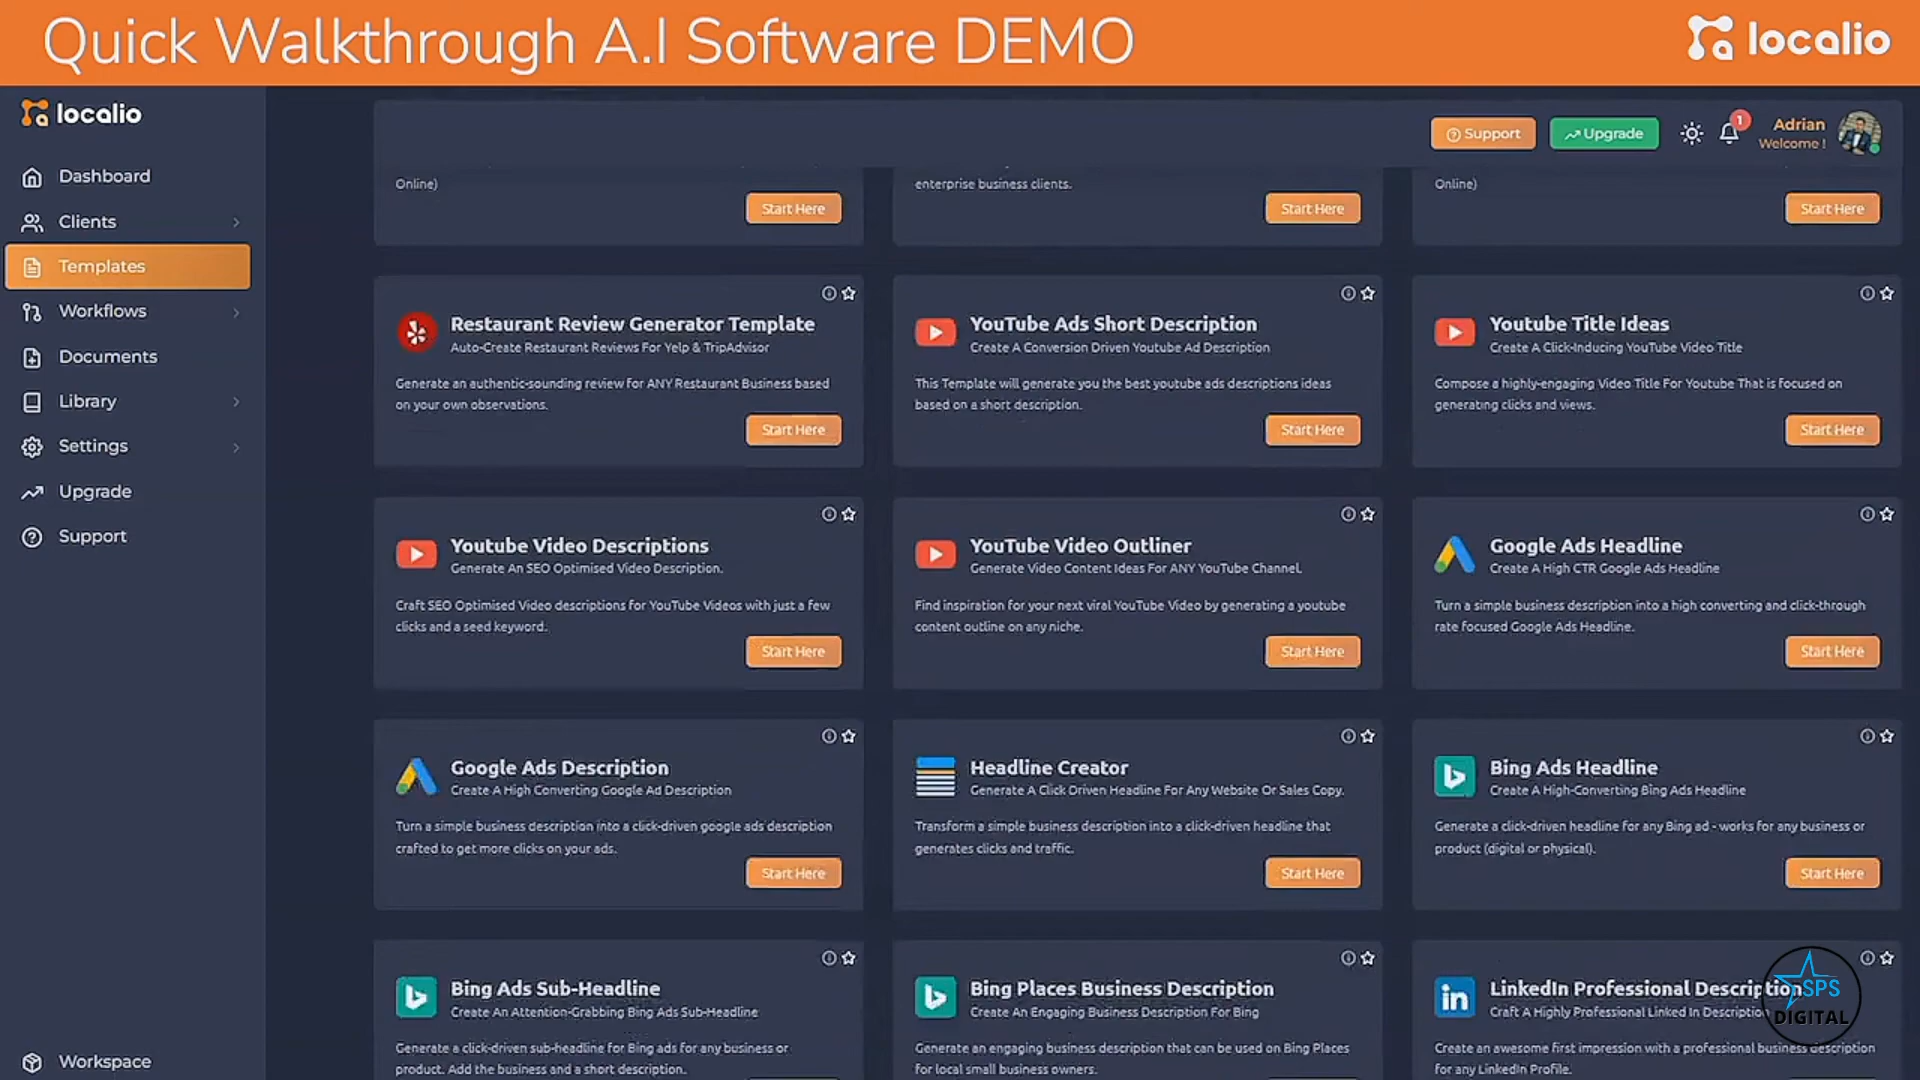 Quick Walkthrough A.I Software DEMO
localio
localio
Support
Upgrade
1
Adrian
Welcome !
Dashboard
Clients
Templates
Workflows
Documents
Library
Settings
Upgrade
Support
Workspace
Online)
Start Here
enterprise business clients.
Start Here
Online)
Start Here
Restaurant Review Generator Template
Auto-Create Restaurant Reviews For Yelp & TripAdvisor
Generate an authentic-sounding review for ANY Restaurant Business based
on your own observations.
Start Here
YouTube Ads Short Description
Create A Conversion Driven Youtube Ad Description
This Template will generate you the best youtube ads descriptions ideas
based on a short description.
Start Here
Youtube Title Ideas
Create A Click-Inducing YouTube Video Title
Compose a highly-engaging Video Title For Youtube That is focused on
generating clicks and views.
Start Here
Youtube Video Descriptions
Generate An SEO Optimised Video Description.
Craft SEO Optimised Video descriptions for YouTube Videos with just a few
clicks and a seed keyword.
Start Here
YouTube Video Outliner
Generate Video Content Ideas For ANY YouTube Channel.
Find inspiration for your next viral YouTube Video by generating a youtube
content outline on any niche.
Start Here
Google Ads Headline
Create A High CTR Google Ads Headline
Turn a simple business description into a high converting and click-through
rate focused Google Ads Headline.
Start Here
Google Ads Description
Create A High Converting Google Ad Description
Turn a simple business description into a click-driven google ads description
crafted to get more clicks on your ads.
Start Here
Headline Creator
Generate A Click Driven Headline For Any Website Or Sales Copy.
Transform a simple business description into a click-driven headline that
generates clicks and traffic.
Start Here
Bing Ads Headline
Create A High-Converting Bing Ads Headline
Generate a click-driven headline for any Bing ad - works for any business or
product (digital or physical).
Start Here
Bing Ads Sub-Headline
Create An Attention-Grabbing Bing Ads Sub-Headline
Generate a click-driven sub-headline for Bing ads for any business or
product. Add the business and a short description.
Bing Places Business Description
Create An Engaging Business Description For Bing
Generate an engaging business description that can be used on Bing Places
for local small business owners.
LinkedIn Professional Description
Craft A Highly Professional Linked In Description
Create an awesome first impression with a professional business description
for any LinkedIn Profile.
SPS
DIGITAL